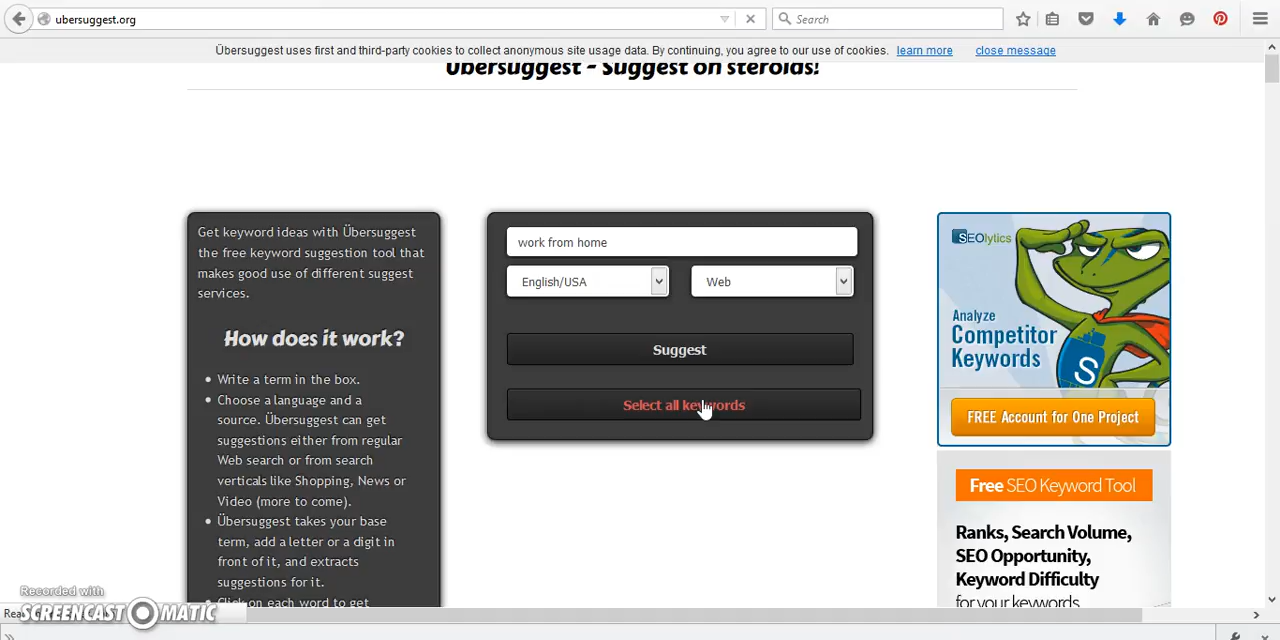 ubersuggest.org
Search
Übersuggest uses first and third-party cookies to collect anonymous site usage data. By continuing, you agree to our use of cookies. learn more close message
Übersuggest - Suggest on steroids!
Get keyword ideas with Übersuggest
the free keyword suggestion tool that
makes good use of different suggest
services.
How does it work?
• Write a term in the box.
• Choose a language and a
source. Übersuggest can get
suggestions either from regular
Web search or from search
verticals like Shopping, News or
Video (more to come).
• Übersuggest takes your base
term, add a letter or a digit in
front of it, and extracts
suggestions for it.
• Click on each word to get
work from home
English/USA Web
Suggest
Select all keywords
SEOlytics
Analyze
Competitor
Keywords
S
FREE Account for One Project
Free SEO Keyword Tool
Ranks, Search Volume,
SEO Opportunity,
Keyword Difficulty
for your keywords
Recorded with
SCREENCAST MATIC